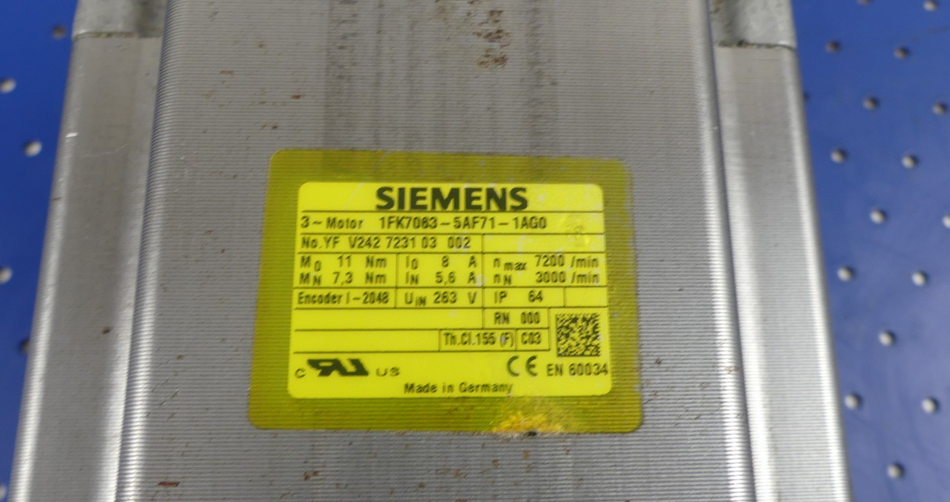 SIEMENS
3~Motor 1FK7083-5AF71-1AG0
No.YF V242 7231 03 002
M0 11 Nm I0 8 A nmax 7200 /min
MN 7,3 Nm IN 5,6 A nN 3000 /min
Encoder I-2048 UIN 263 V IP 64
RN 000
Th.Cl.155 (F) C03
c RU US
CE EN 60034
Made in Germany